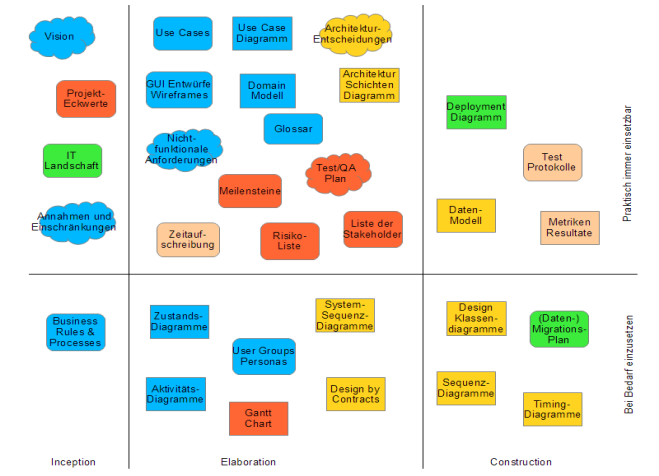 Vision
Use Cases
Use Case
Diagramm
Architektur-
Entscheidungen
Projekt-
Eckwerte
GUI Entwürfe
Wireframes
Domain
Modell
Architektur
Schichten
Diagramm
Deployment
Diagramm
Glossar
IT
Landschaft
Nicht-
funktionale
Anforderungen
Test/QA
Plan
Test
Protokolle
Meilensteine
Annahmen und
Einschränkungen
Zeitauf-
schreibung
Risiko-
Liste
Liste der
Stakeholder
Daten-
Modell
Metriken
Resultate
Praktisch immer einsetzbar
Business
Rules &
Processes
Zustands-
Diagramme
System-
Sequenz-
Diagramme
Design
Klassen-
diagramme
(Daten-)
Migrations-
Plan
User Groups
Personas
Aktivitäts-
Diagramme
Gantt
Chart
Design by
Contracts
Sequenz-
Diagramme
Timing-
Diagramme
Bei Bedarf einzusetzen
Inception
Elaboration
Construction